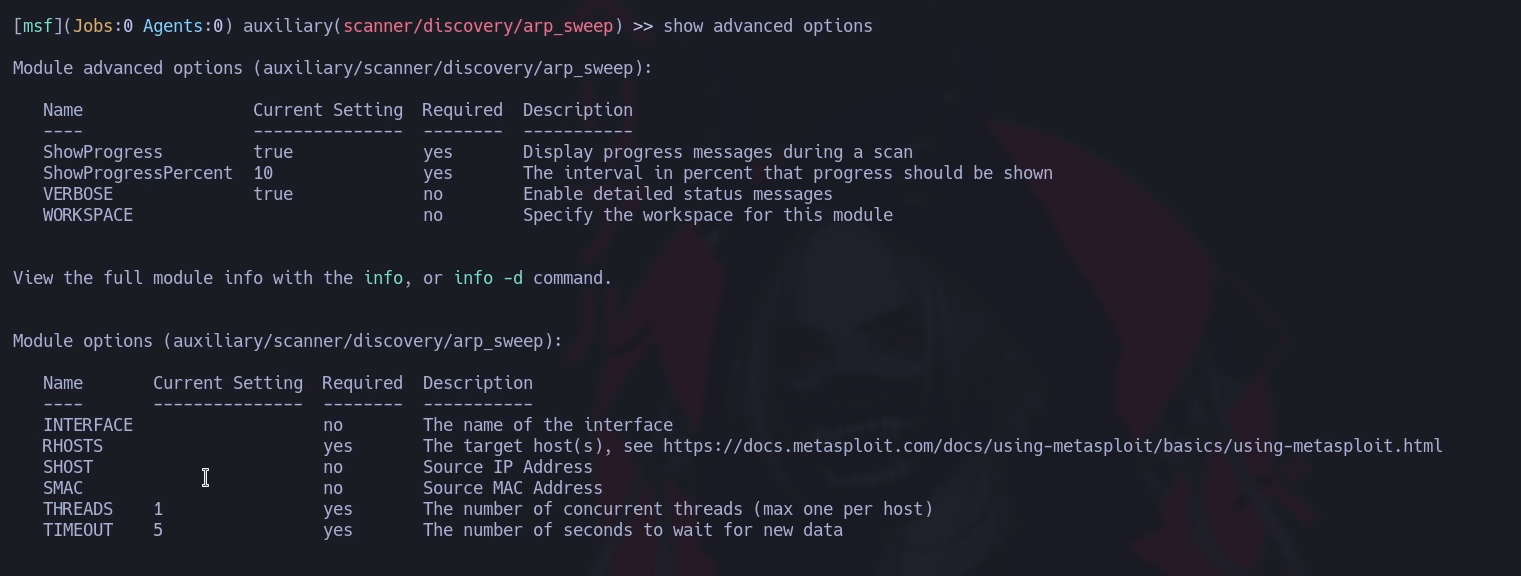 [msf](Jobs:0 Agents:0) auxiliary(scanner/discovery/arp_sweep) >> show advanced options
Module advanced options (auxiliary/scanner/discovery/arp_sweep):
Name                 Current Setting  Required  Description
----                 ---------------  --------  -----------
ShowProgress         true             yes       Display progress messages during a scan
ShowProgressPercent  10               yes       The interval in percent that progress should be shown
VERBOSE              true             no        Enable detailed status messages
WORKSPACE                             no        Specify the workspace for this module
View the full module info with the info, or info -d command.
Module options (auxiliary/scanner/discovery/arp_sweep):
Name       Current Setting  Required  Description
----       ---------------  --------  -----------
INTERFACE                   no        The name of the interface
RHOSTS                      yes       The target host(s), see https://docs.metasploit.com/docs/using-metasploit/basics/using-metasploit.html
SHOST                       no        Source IP Address
SMAC                        no        Source MAC Address
THREADS    1                yes       The number of concurrent threads (max one per host)
TIMEOUT    5                yes       The number of seconds to wait for new data